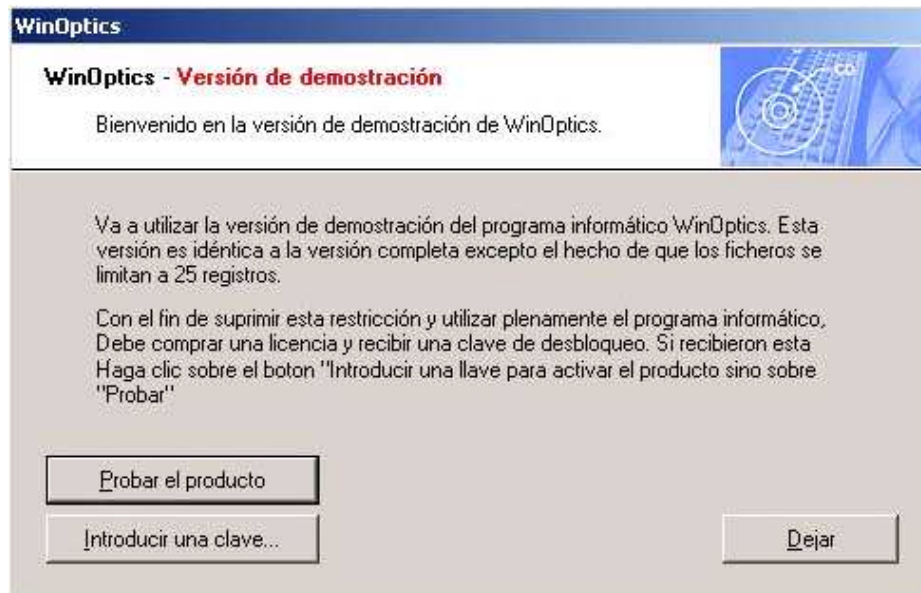 WinOptics
WinOptics - Versión de demostración
Bienvenido en la versión de demostración de WinOptics.
CD
Va a utilizar la versión de demostración del programa informático WinOptics. Esta
versión es idéntica a la versión completa excepto el hecho de que los ficheros se
limitan a 25 registros.
Con el fin de suprimir esta restricción y utilizar plenamente el programa informático,
Debe comprar una licencia y recibir una clave de desbloqueo. Si recibieron esta
Haga clic sobre el boton "Introducir una llave para activar el producto sino sobre
"Probar"
Probar el producto
Introducir una clave...
Dejar